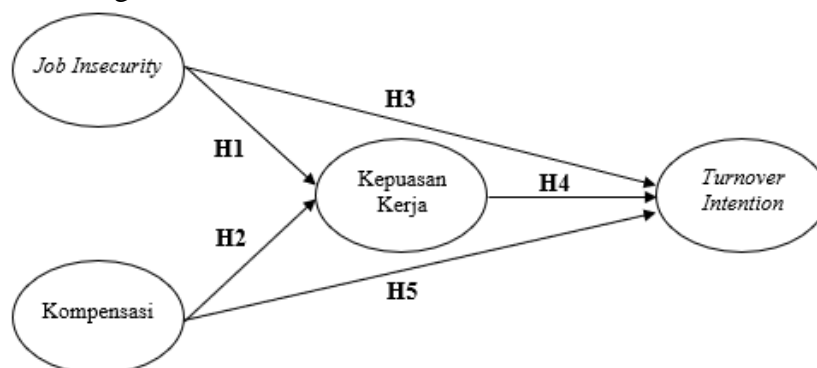 Job Insecurity
H3
H1
Kepuasan
Kerja
H4
Turnover
Intention
H2
Kompensasi
H5